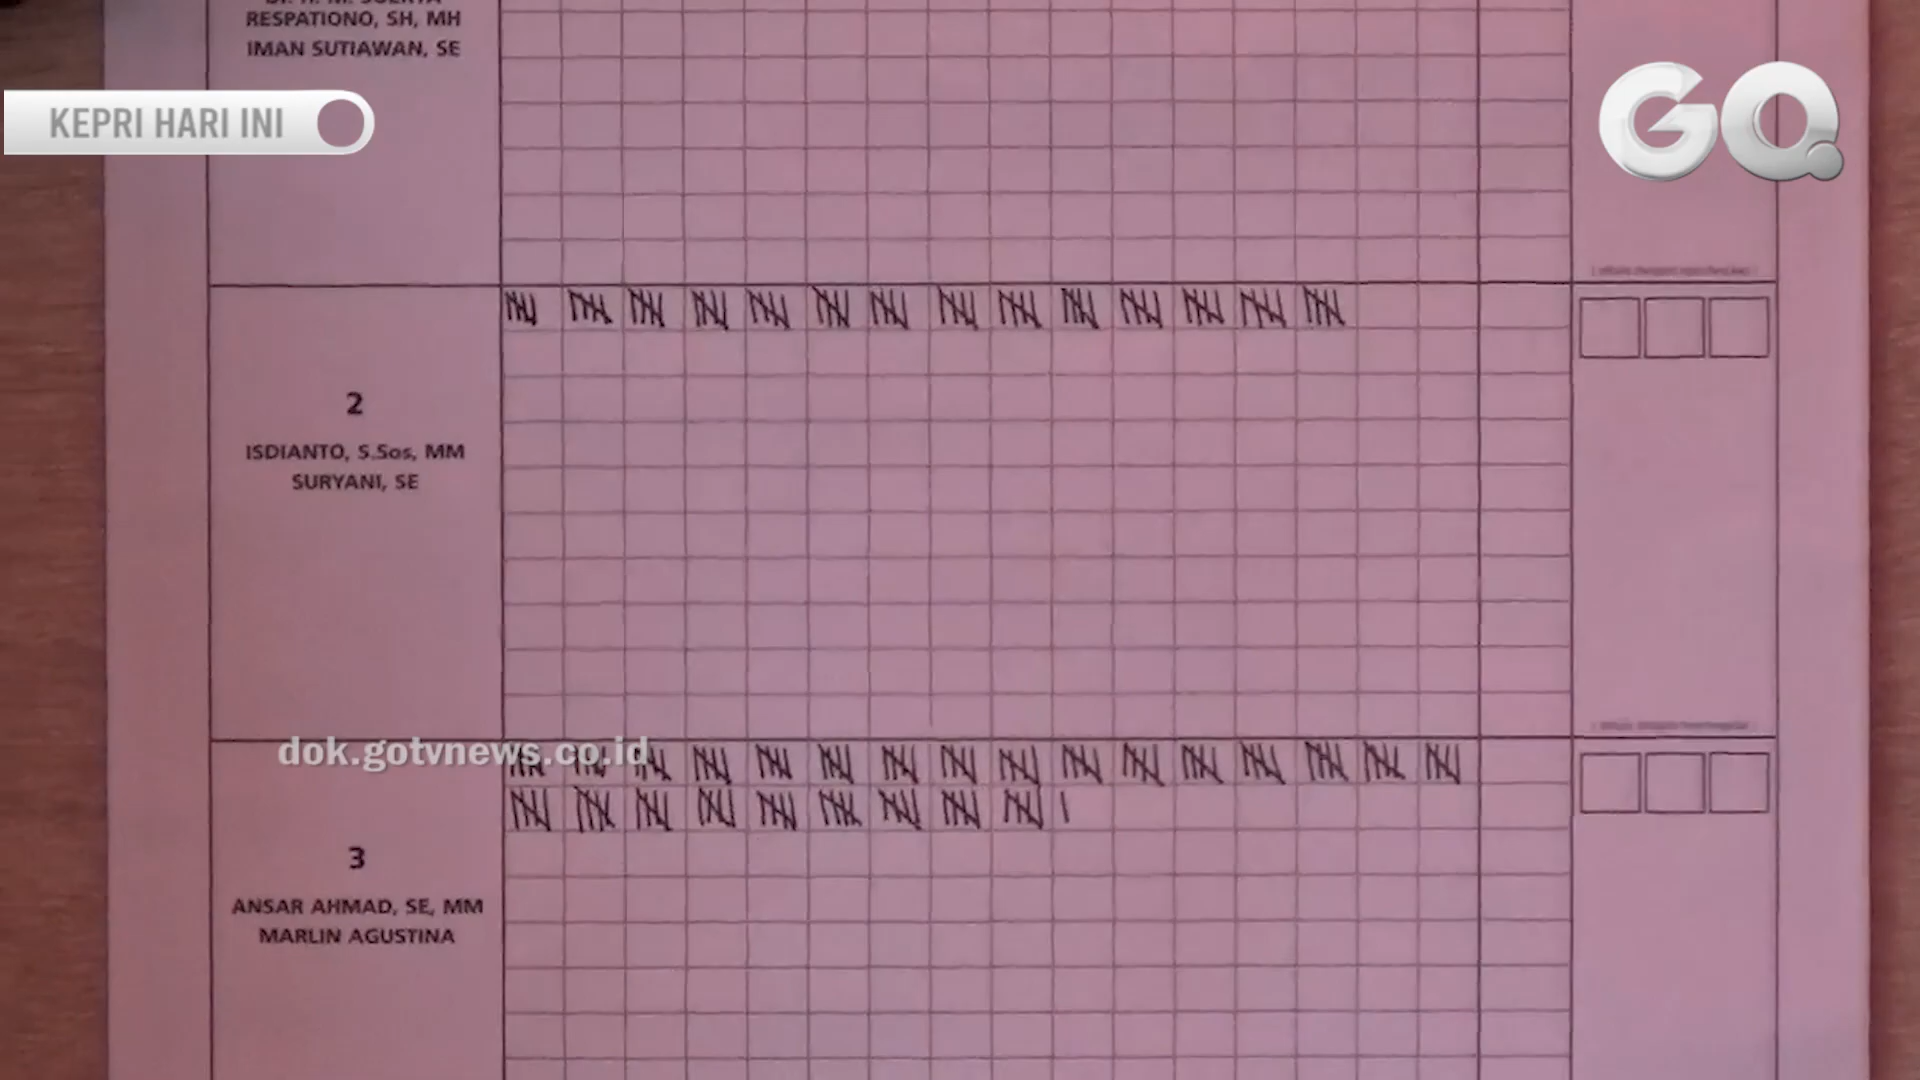 RESPATIONO, SH, MH
IMAN SUTIAWAN, SE
KEPRI HARI INI
GQ
2
ISDIANTO, S.Sos, MM
SURYANI, SE
dok.gotvnews.co.id
3
ANSAR AHMAD, SE, MM
MARLIN AGUSTINA